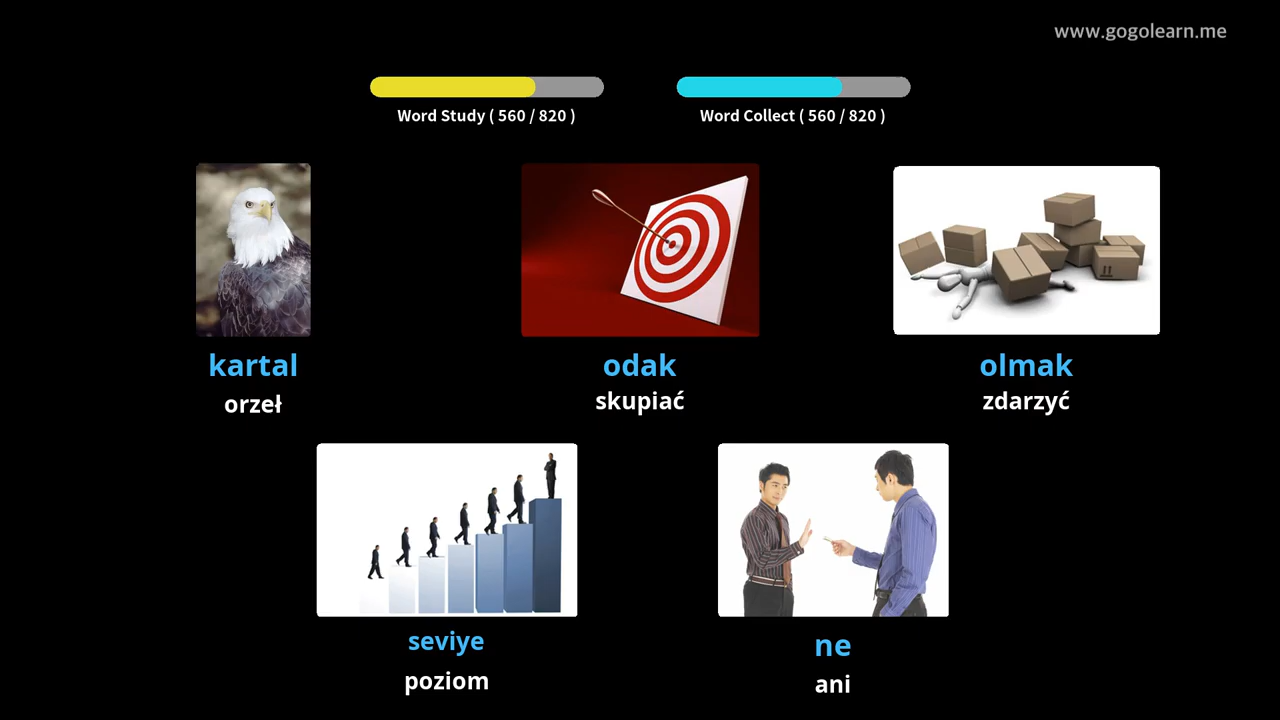 www.gogolearn.me
Word Study ( 560 / 820 )
Word Collect ( 560 / 820 )
kartal
orzeł
odak
skupiać
olmak
zdarzyć
seviye
poziom
ne
ani